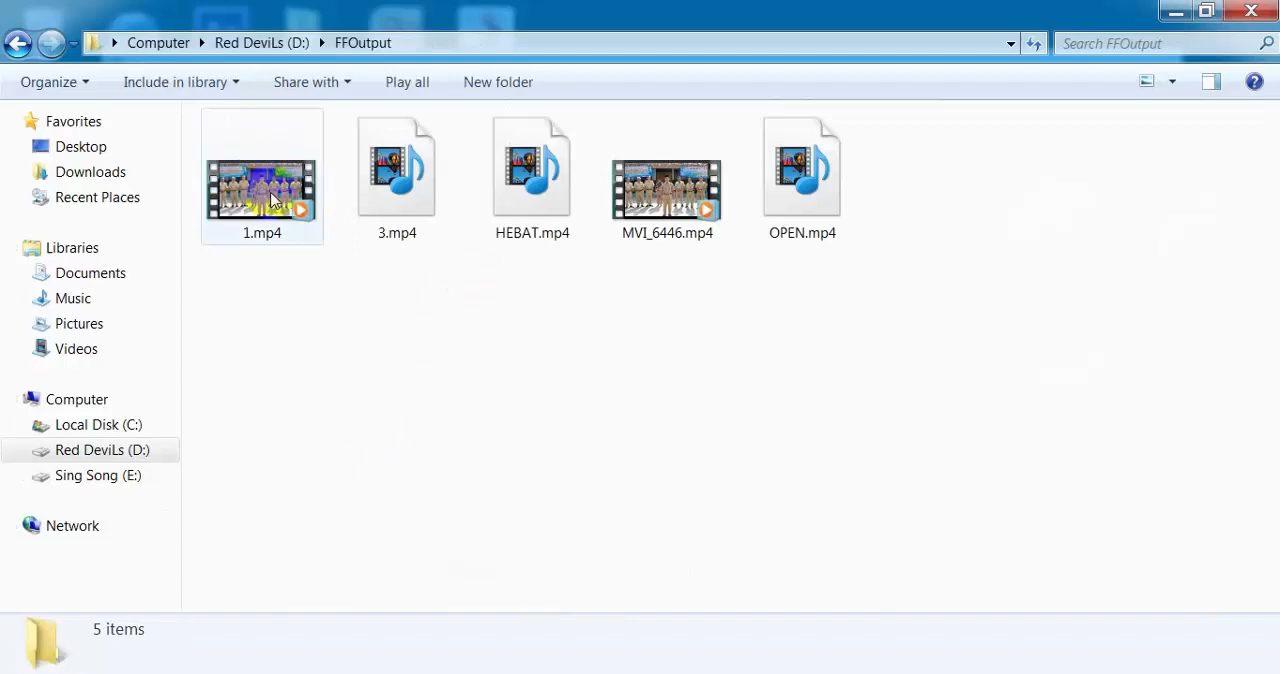 Computer Red DeviLs (D:) FFOutput Search FFOutput
Organize Include in library Share with Play all New folder
Favorites
Desktop
Downloads
Recent Places
Libraries
Documents
Music
Pictures
Videos
Computer
Local Disk (C:)
Red DeviLs (D:)
Sing Song (E:)
Network
1.mp4 3.mp4 HEBAT.mp4 MVI_6446.mp4 OPEN.mp4
5 items